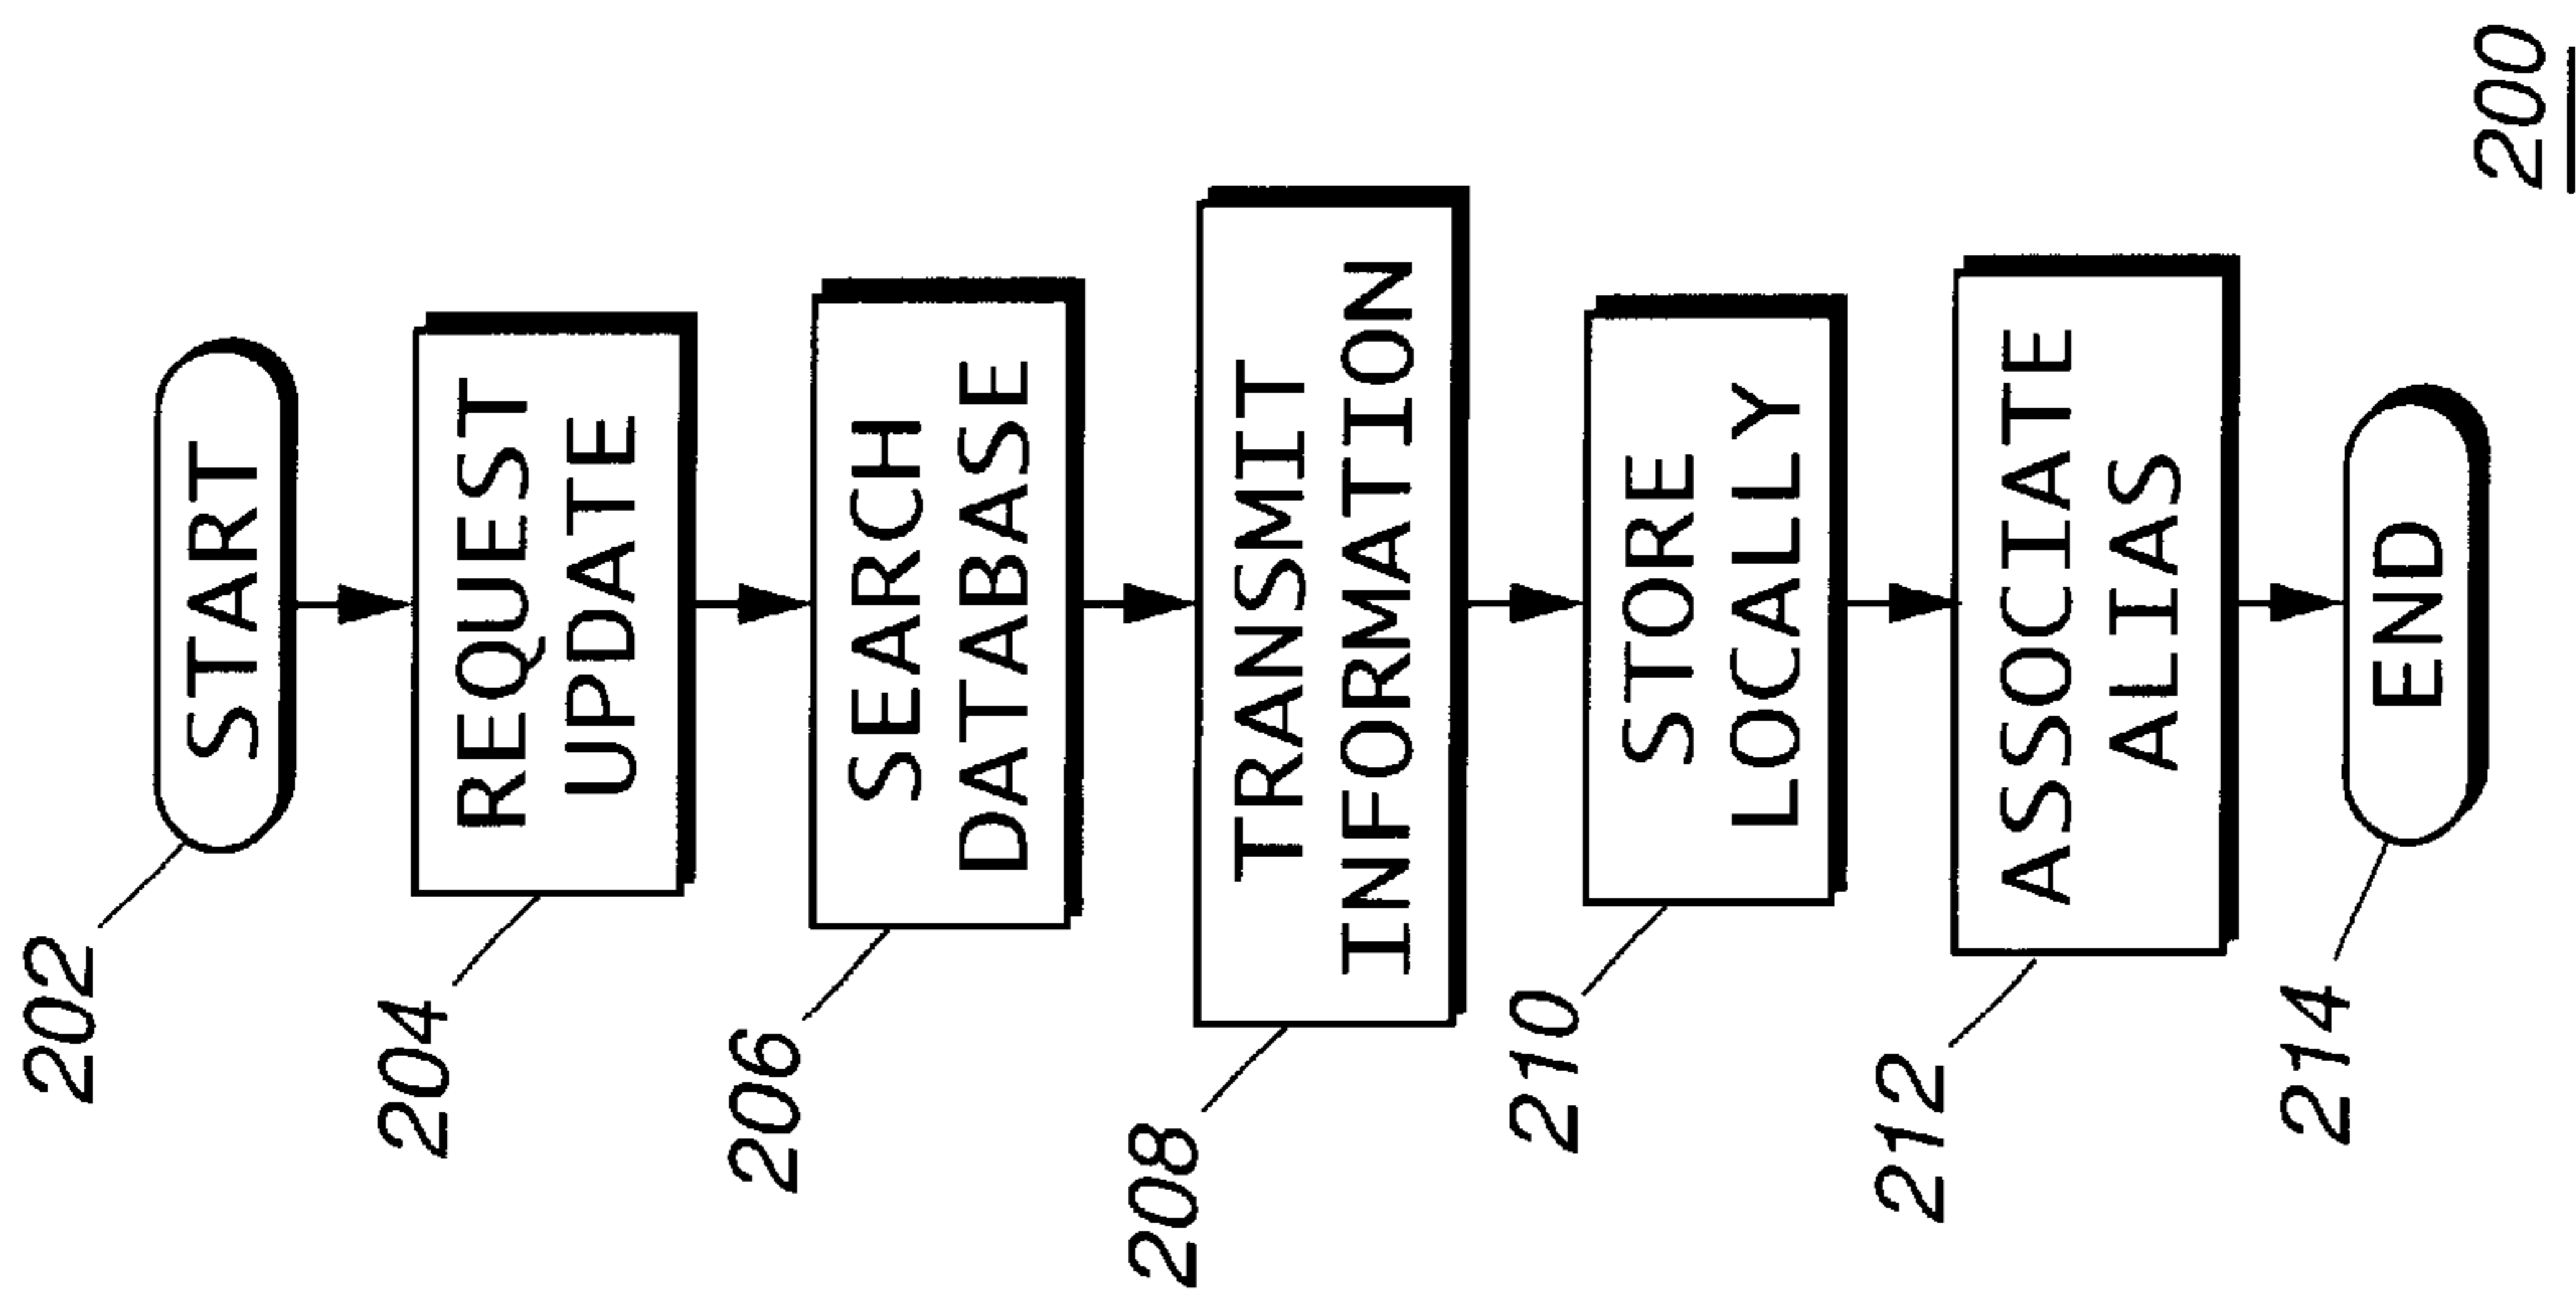 202
START
204
REQUEST
UPDATE
206
SEARCH
DATABASE
208
TRANSMIT
INFORMATION
210
STORE
LOCALLY
212
ASSOCIATE
ALIAS
214
END
200